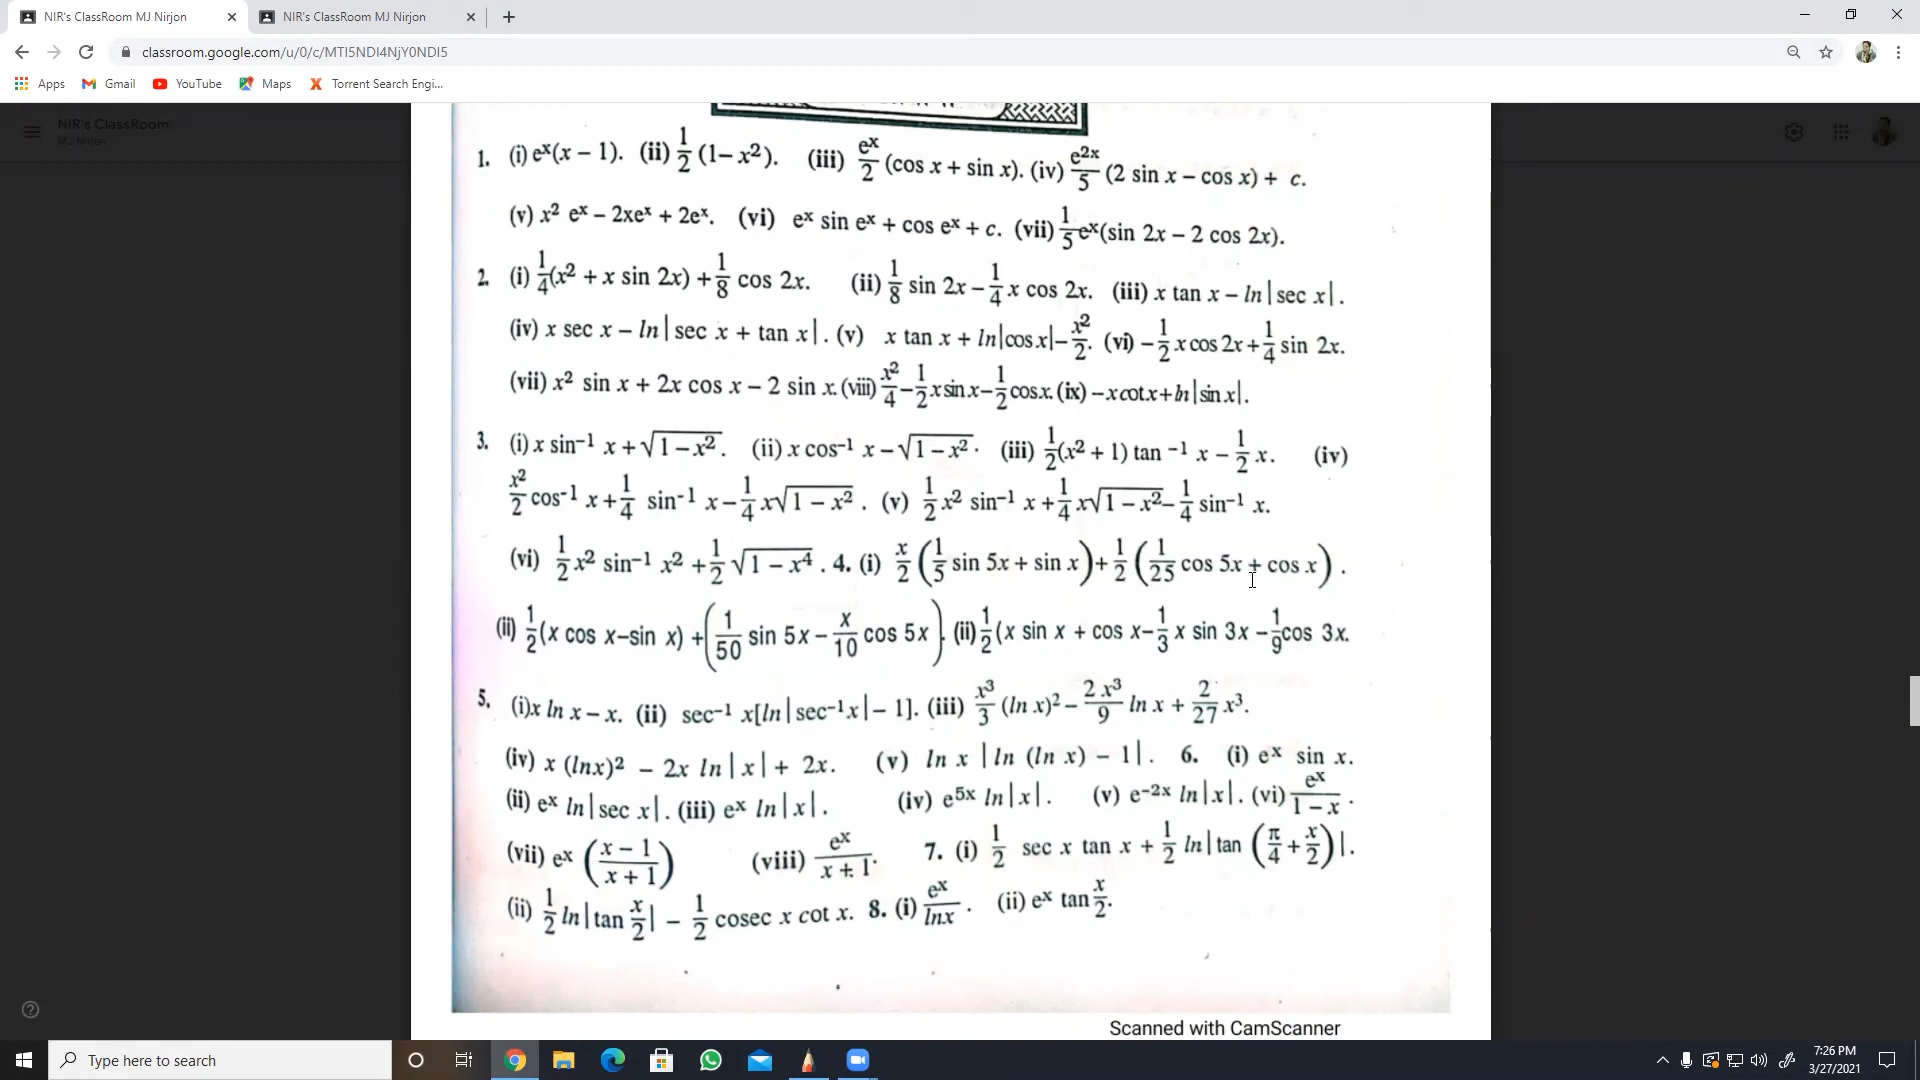 NIR's ClassRoom MJ Nirjon
NIR's ClassRoom MJ Nirjon
classroom.google.com/u/0/c/MTI5NDI4NjY0NDI5
Apps Gmail YouTube Maps Torrent Search Engi...
NIR's ClassRoom
MJ Nirjon
1. (i) eˣ(x – 1). (ii) 1/2 (1– x²). (iii) eˣ/2 (cos x + sin x). (iv) e²ˣ/5 (2 sin x – cos x) + c.
(v) x² eˣ – 2xeˣ + 2eˣ. (vi) eˣ sin eˣ + cos eˣ + c. (vii) 1/5 eˣ(sin 2x – 2 cos 2x).
2. (i) 1/4(x² + x sin 2x) + 1/8 cos 2x. (ii) 1/8 sin 2x – 1/4 x cos 2x. (iii) x tan x – ln|sec x|.
(iv) x sec x – ln|sec x + tan x|. (v) x tan x + ln|cos x| – x²/2. (vi) – 1/2 x cos 2x + 1/4 sin 2x.
(vii) x² sin x + 2x cos x – 2 sin x. (viii) x²/4 – 1/2 x sin x – 1/2 cos x. (ix) – x cot x + ln|sin x|.
3. (i) x sin⁻¹ x + √(1 – x²). (ii) x cos⁻¹ x – √(1 – x²). (iii) 1/2(x² + 1) tan⁻¹ x – 1/2 x. (iv)
x²/2 cos⁻¹ x + 1/4 sin⁻¹ x – 1/4 x√(1 – x²). (v) 1/2 x² sin⁻¹ x + 1/4 x√(1 – x²) – 1/4 sin⁻¹ x.
(vi) 1/2 x² sin⁻¹ x² + 1/2 √(1 – x⁴). 4. (i) x/2 (1/5 sin 5x + sin x) + 1/2 (1/25 cos 5x + cos x).
(ii) 1/2 (x cos x–sin x) + (1/50 sin 5x – x/10 cos 5x). (ii) 1/2 (x sin x + cos x– 1/3 x sin 3x – 1/9 cos 3x.
5. (i)x ln x – x. (ii) sec⁻¹ x[ln|sec⁻¹x| – 1]. (iii) x³/3 (ln x)² – 2x³/9 ln x + 2/27 x³.
(iv) x (lnx)² – 2x ln|x| + 2x. (v) ln x |ln (ln x) – 1|. 6. (i) eˣ sin x.
(ii) eˣ ln|sec x|. (iii) eˣ ln|x|. (iv) e⁵ˣ ln|x|. (v) e⁻²ˣ ln|x|. (vi) eˣ/(1 – x).
(vii) eˣ ((x – 1)/(x + 1)) (viii) eˣ/(x + 1). 7. (i) 1/2 sec x tan x + 1/2 ln|tan (π/4 + x/2)|.
(ii) 1/2 ln|tan x/2| – 1/2 cosec x cot x. 8. (i) eˣ/lnx. (ii) eˣ tan x/2.
Scanned with CamScanner
Type here to search
7:26 PM
3/27/2021